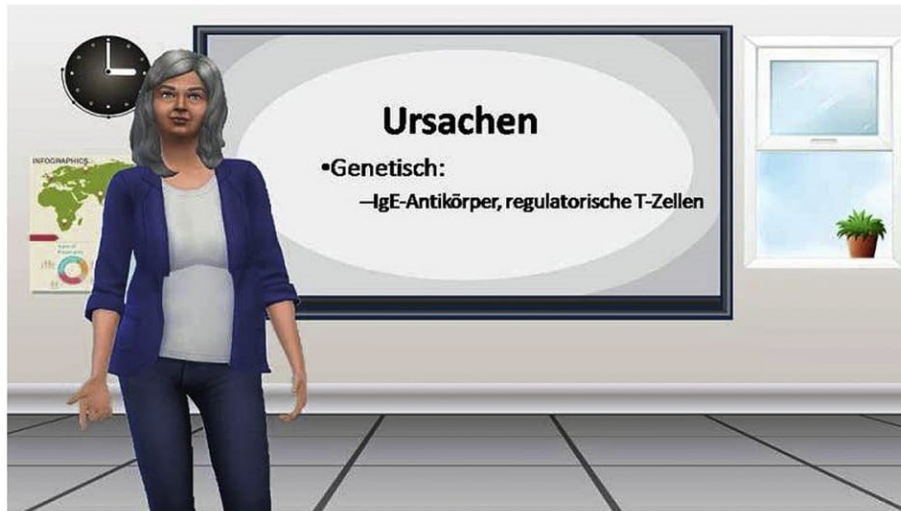 Ursachen
•Genetisch:
–IgE-Antikörper, regulatorische T-Zellen
INFOGRAPHICS